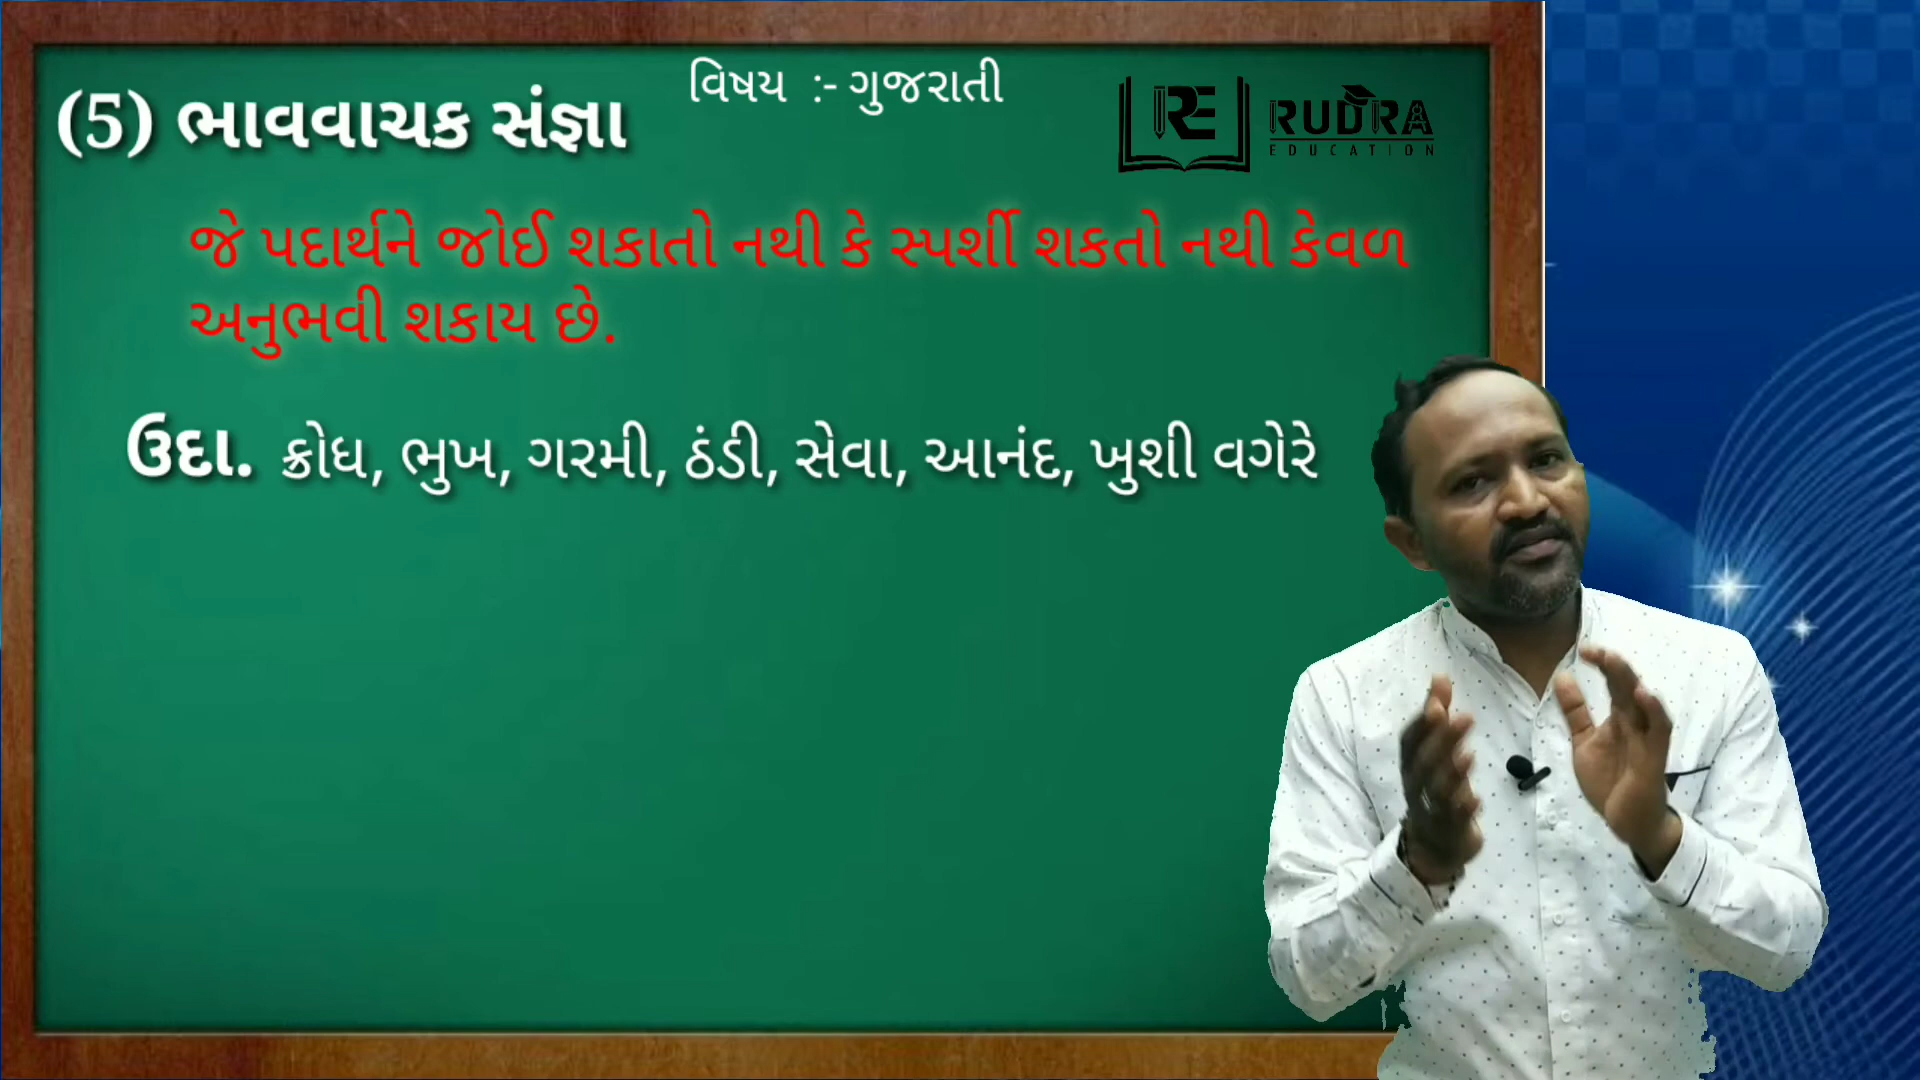 વિષય :- ગુજરાતી
(5) ભાવવાચક સંજ્ઞા
RE RUDRA
EDUCATION
જે પદાર્થને જોઈ શકાતો નથી કે સ્પર્શી શકતો નથી કેવળ
અનુભવી શકાય છે.
ઉદા. ક્રોધ, ભુખ, ગરમી, ઠંડી, સેવા, આનંદ, ખુશી વગેરે